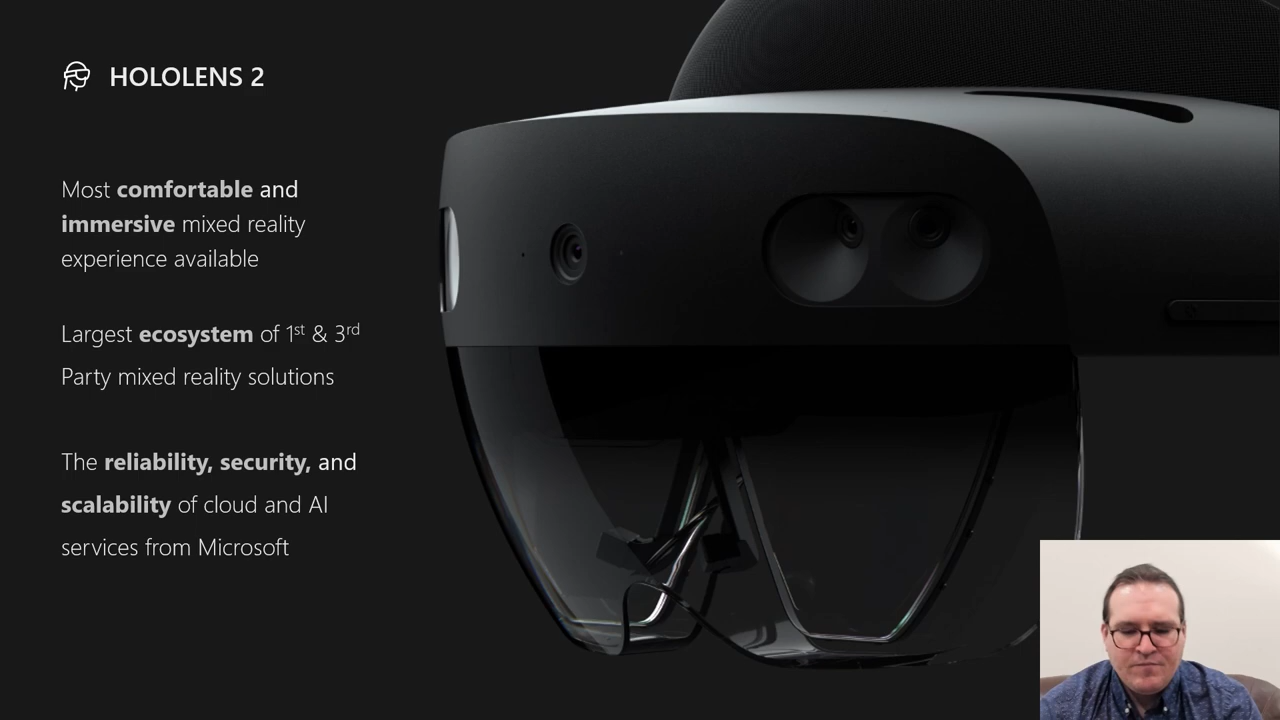 HOLOLENS 2
Most comfortable and
immersive mixed reality
experience available
Largest ecosystem of 1st & 3rd
Party mixed reality solutions
The reliability, security, and
scalability of cloud and AI
services from Microsoft